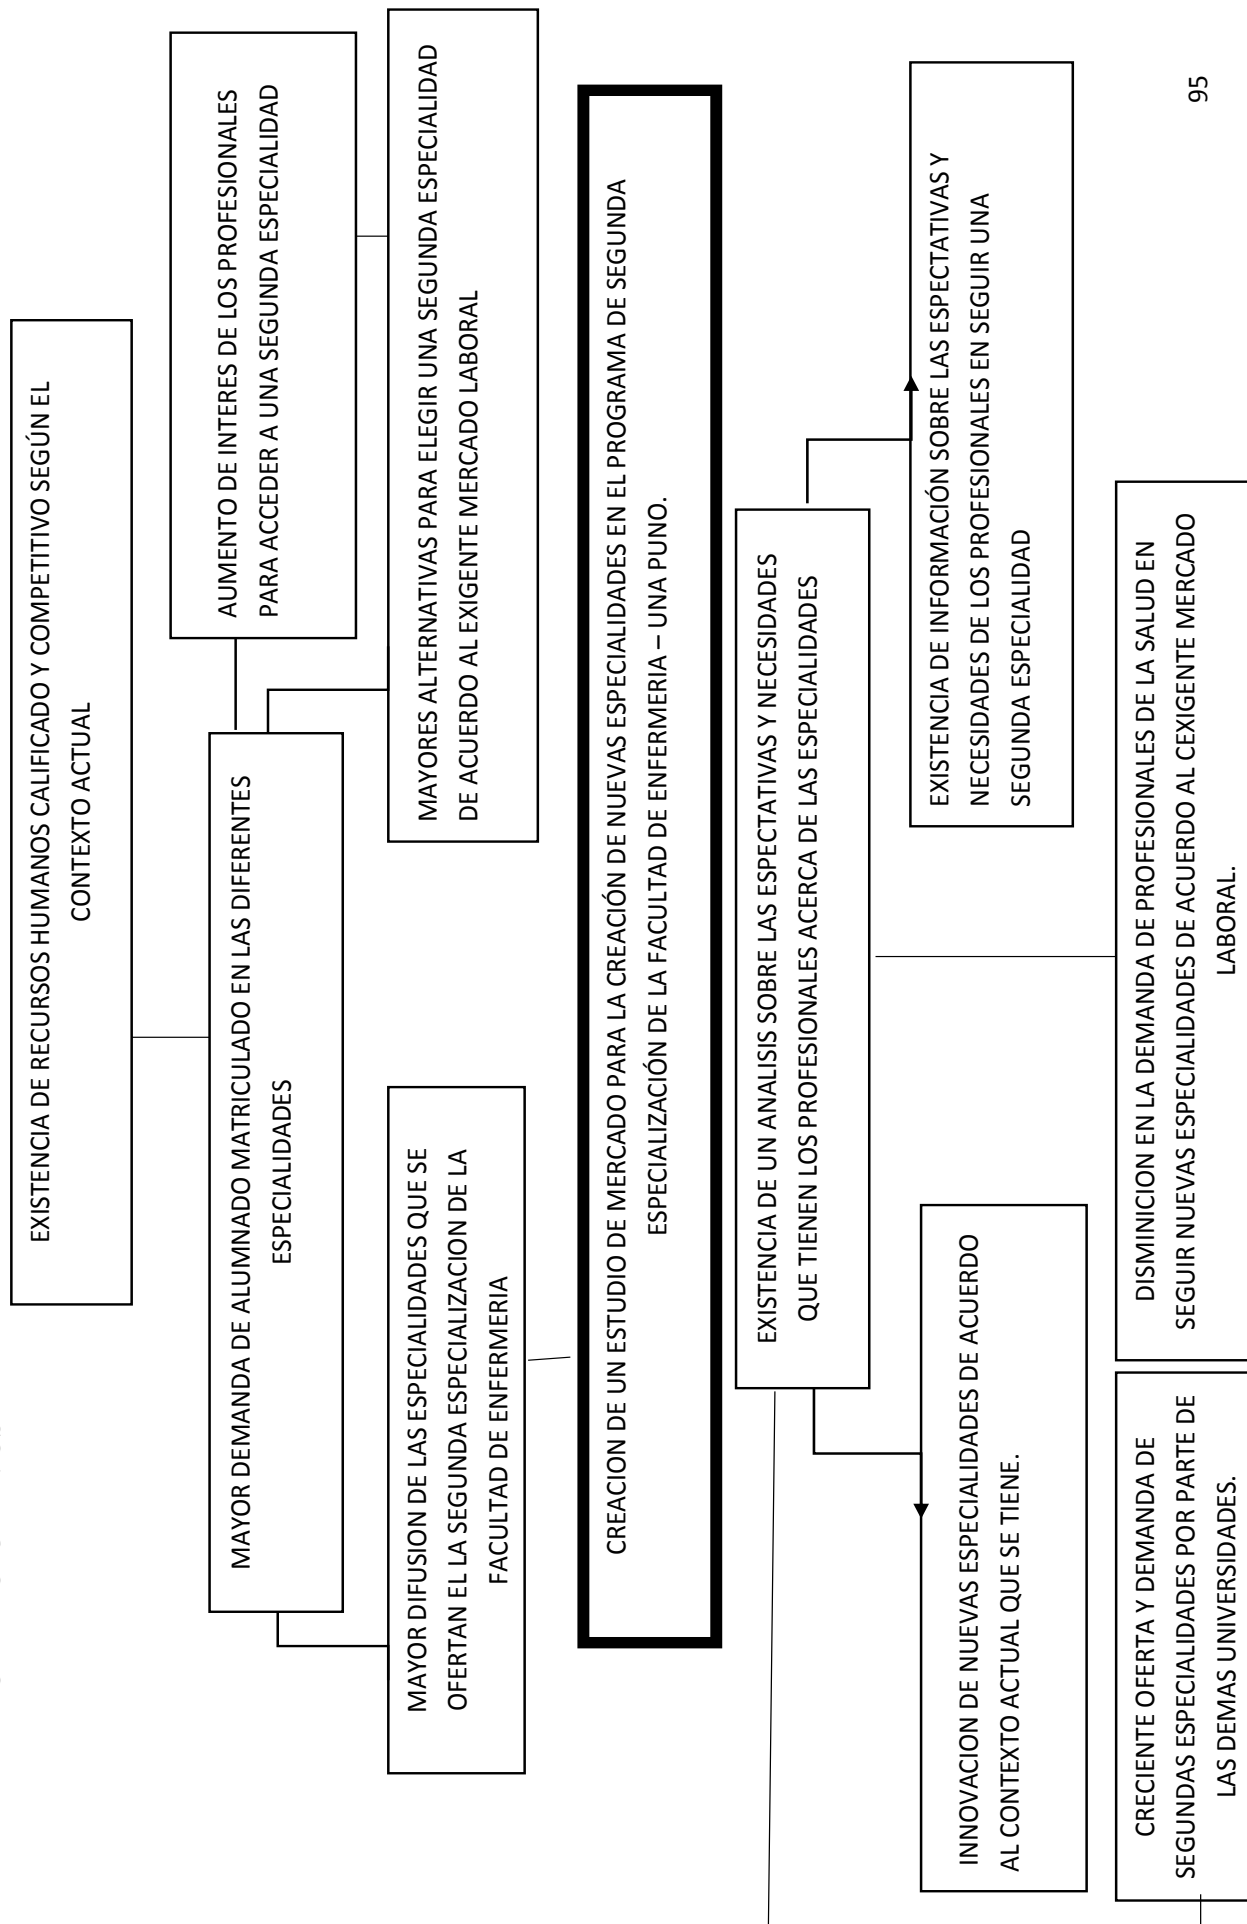 EXISTENCIA DE RECURSOS HUMANOS CALIFICADO Y COMPETITIVO SEGÚN EL
CONTEXTO ACTUAL
MAYOR DEMANDA DE ALUMNADO MATRICULADO EN LAS DIFERENTES
ESPECIALIDADES
AUMENTO DE INTERES DE LOS PROFESIONALES
PARA ACCEDER A UNA SEGUNDA ESPECIALIDAD
MAYOR DIFUSION DE LAS ESPECIALIDADES QUE SE
OFERTAN EL LA SEGUNDA ESPECIALIZACION DE LA
FACULTAD DE ENFERMERIA
MAYORES ALTERNATIVAS PARA ELEGIR UNA SEGUNDA ESPECIALIDAD
DE ACUERDO AL EXIGENTE MERCADO LABORAL
CREACION DE UN ESTUDIO DE MERCADO PARA LA CREACIÓN DE NUEVAS ESPECIALIDADES EN EL PROGRAMA DE SEGUNDA
ESPECIALIZACIÓN DE LA FACULTAD DE ENFERMERIA – UNA PUNO.
EXISTENCIA DE UN ANALISIS SOBRE LAS ESPECTATIVAS Y NECESIDADES
QUE TIENEN LOS PROFESIONALES ACERCA DE LAS ESPECIALIDADES
INNOVACION DE NUEVAS ESPECIALIDADES DE ACUERDO
AL CONTEXTO ACTUAL QUE SE TIENE.
EXISTENCIA DE INFORMACIÓN SOBRE LAS ESPECTATIVAS Y
NECESIDADES DE LOS PROFESIONALES EN SEGUIR UNA
SEGUNDA ESPECIALIDAD
CRECIENTE OFERTA Y DEMANDA DE
SEGUNDAS ESPECIALIDADES POR PARTE DE
LAS DEMAS UNIVERSIDADES.
DISMINICION EN LA DEMANDA DE PROFESIONALES DE LA SALUD EN
SEGUIR NUEVAS ESPECIALIDADES DE ACUERDO AL CEXIGENTE MERCADO
LABORAL.
95